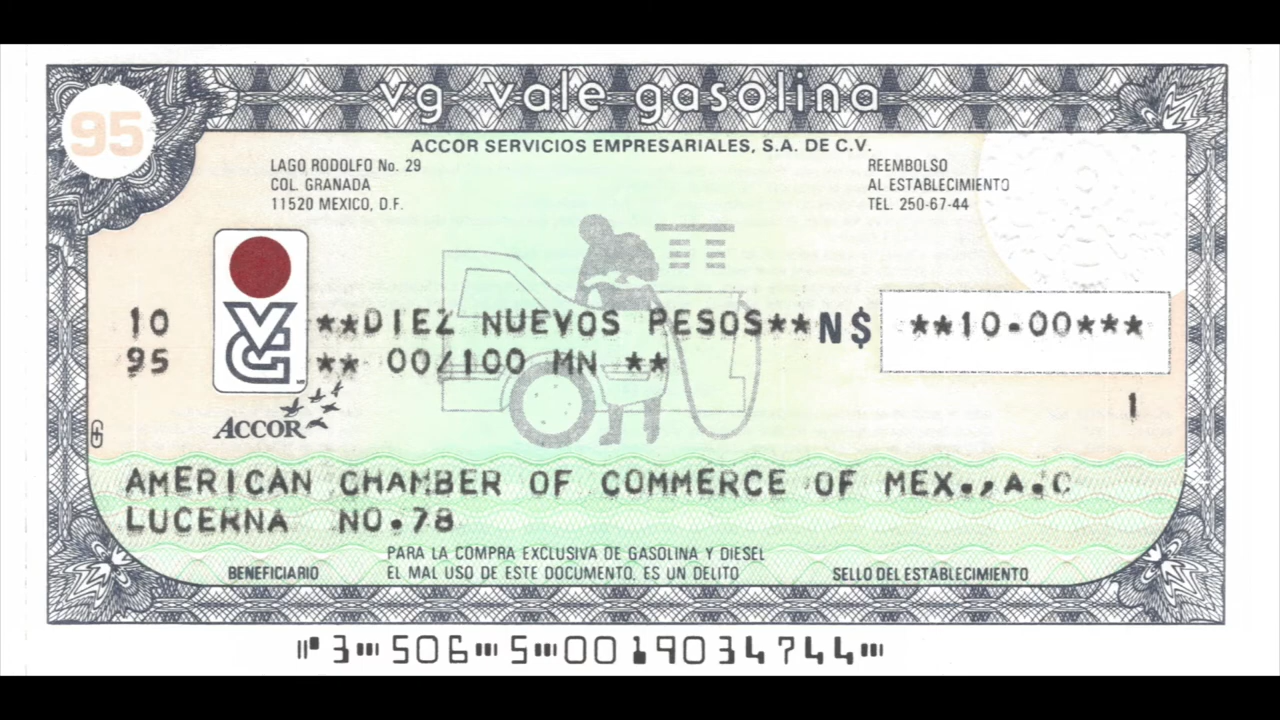 vg vale gasolina
95
ACCOR SERVICIOS EMPRESARIALES, S.A. DE C.V.
LAGO RODOLFO No. 29
COL. GRANADA
11520 MEXICO, D.F.
REEMBOLSO
AL ESTABLECIMIENTO
TEL. 250-67-44
VG
10 **DIEZ NUEVOS PESOS** N$ **10.00***
95 ** 00/100 MN **
1
ACCOR
AMERICAN CHAMBER OF COMMERCE OF MEX., A.C
LUCERNA NO.78
PARA LA COMPRA EXCLUSIVA DE GASOLINA Y DIESEL
BENEFICIARIO EL MAL USO DE ESTE DOCUMENTO, ES UN DELITO SELLO DEL ESTABLECIMIENTO
⑈3⑈506⑈5⑈0019034744⑈